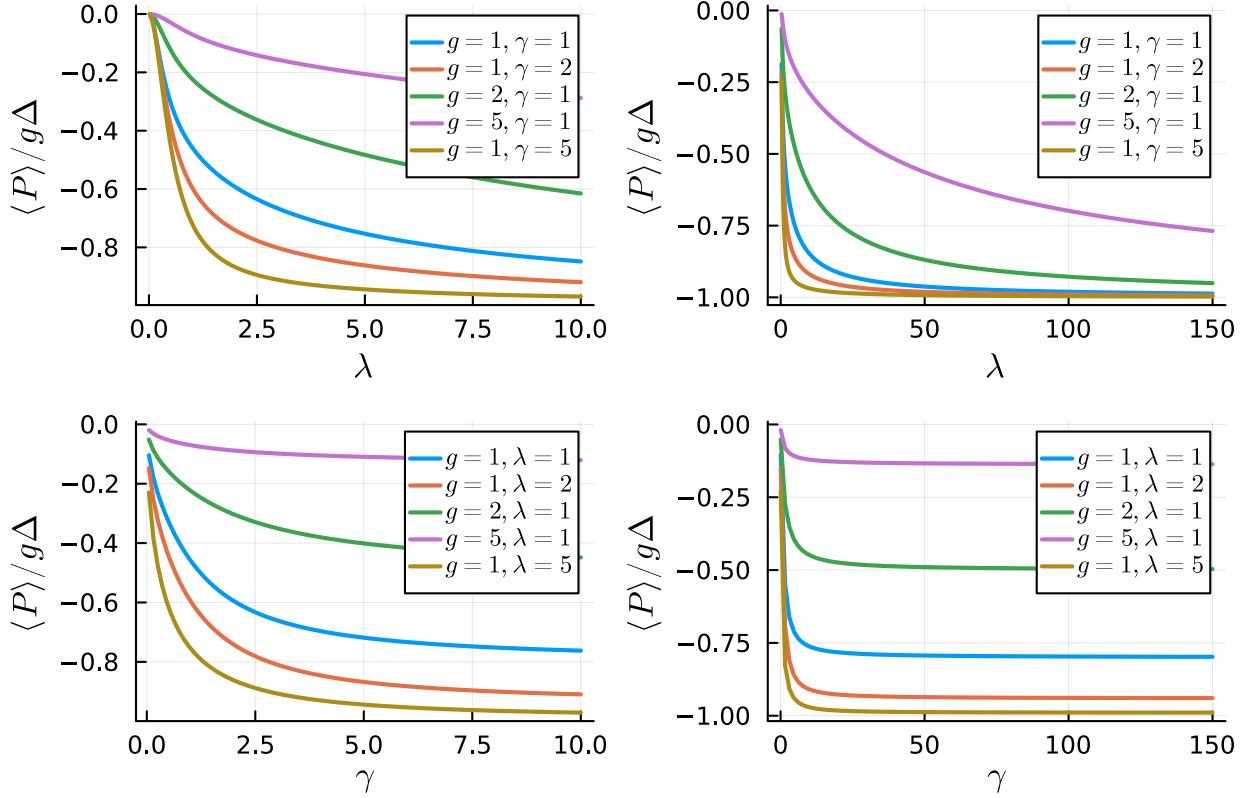 0.0
−0.2
−0.4
−0.6
−0.8
⟨P⟩/gΔ
g = 1, γ = 1
g = 1, γ = 2
g = 2, γ = 1
g = 5, γ = 1
g = 1, γ = 5
0.0 2.5 5.0 7.5 10.0
λ
0.00
−0.25
−0.50
−0.75
−1.00
⟨P⟩/gΔ
g = 1, γ = 1
g = 1, γ = 2
g = 2, γ = 1
g = 5, γ = 1
g = 1, γ = 5
0 50 100 150
λ
0.0
−0.2
−0.4
−0.6
−0.8
⟨P⟩/gΔ
g = 1, λ = 1
g = 1, λ = 2
g = 2, λ = 1
g = 5, λ = 1
g = 1, λ = 5
0.0 2.5 5.0 7.5 10.0
γ
0.00
−0.25
−0.50
−0.75
−1.00
⟨P⟩/gΔ
g = 1, λ = 1
g = 1, λ = 2
g = 2, λ = 1
g = 5, λ = 1
g = 1, λ = 5
0 50 100 150
γ